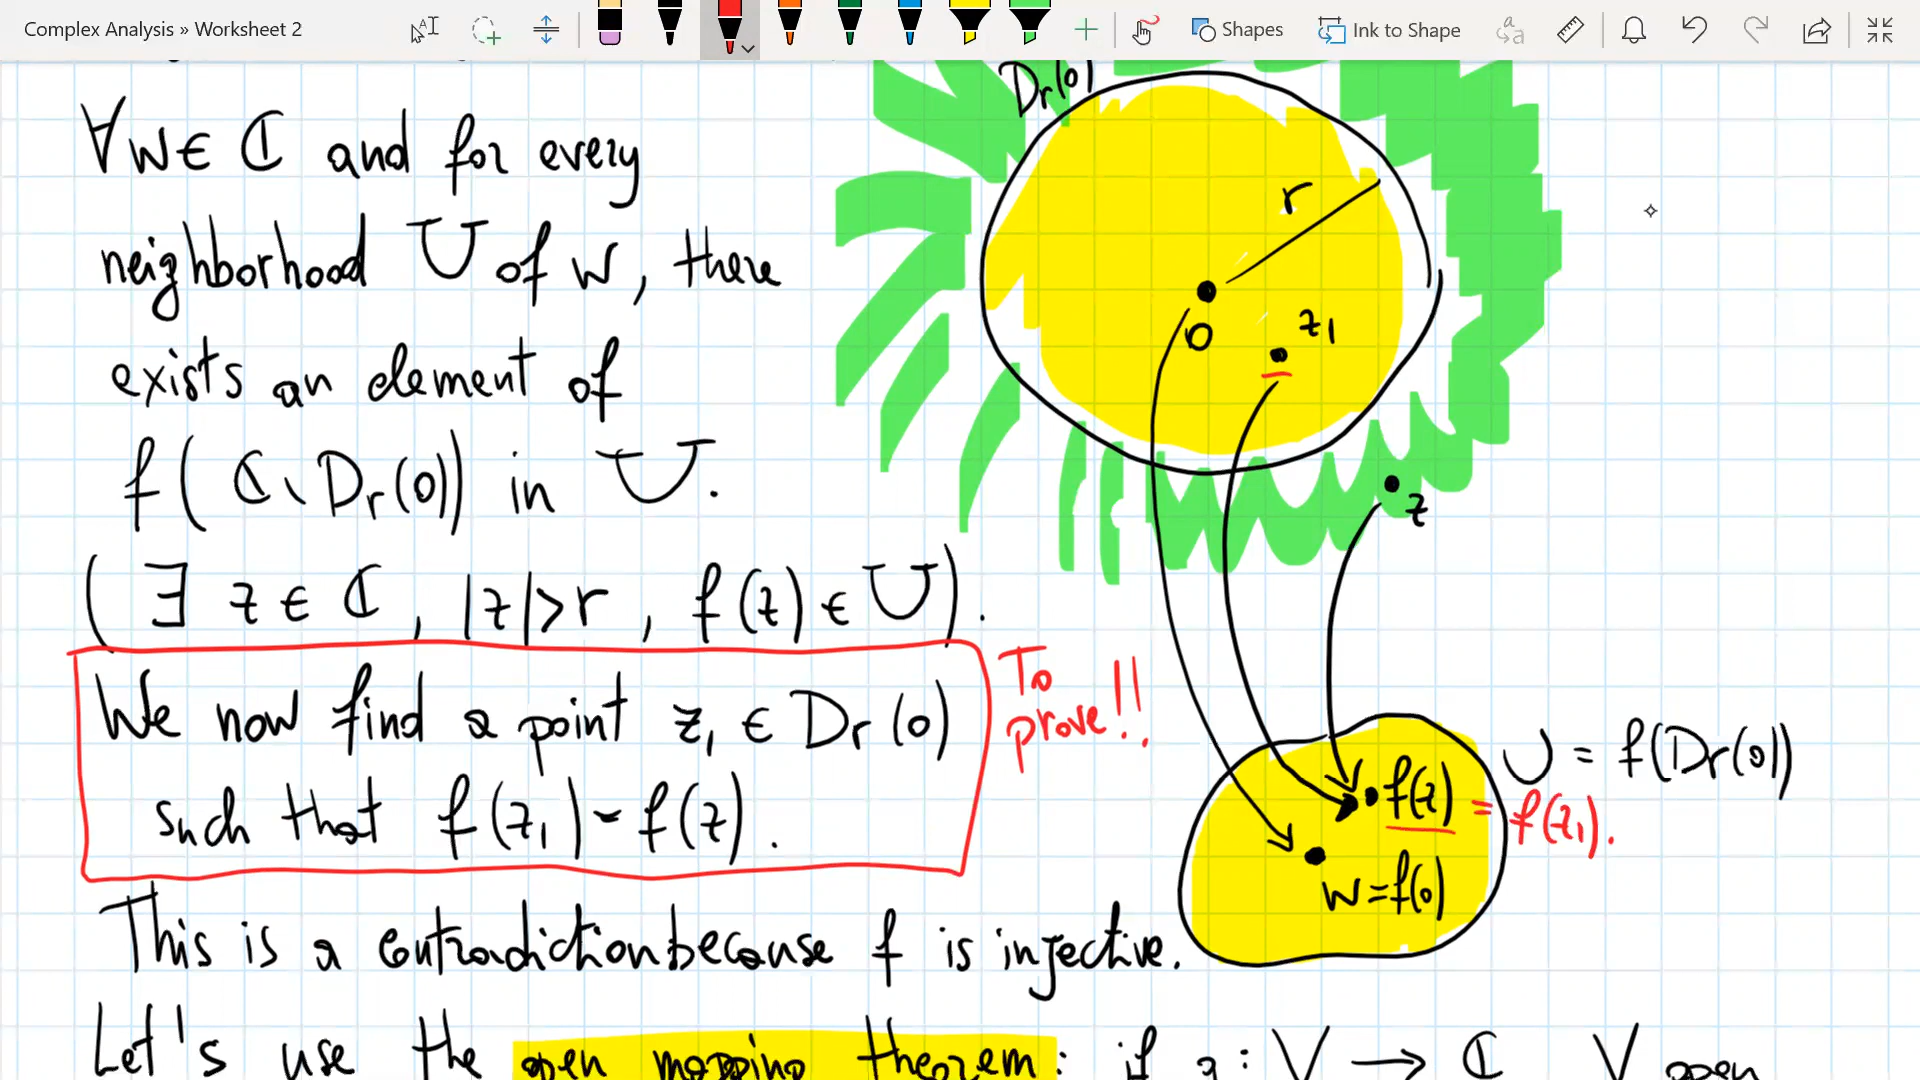 Complex Analysis » Worksheet 2
Shapes
Ink to Shape
∀ w ∈ ℂ and for every
neighborhood U of w, there
exists an element of
f(ℂ∖Dr(0)) in U.
(∃ z ∈ ℂ, |z|>r, f(z) ∈ U).
We now find a point z₁ ∈ Dr(0)
such that f(z₁) = f(z).
To
prove!!
This is a contradiction because f is injective.
Let's use the open mapping theorem: if g: V → ℂ V open
Dr(0)
r
0
z₁
z
U = f(Dr(0))
f(z) = f(z₁).
w = f(0)